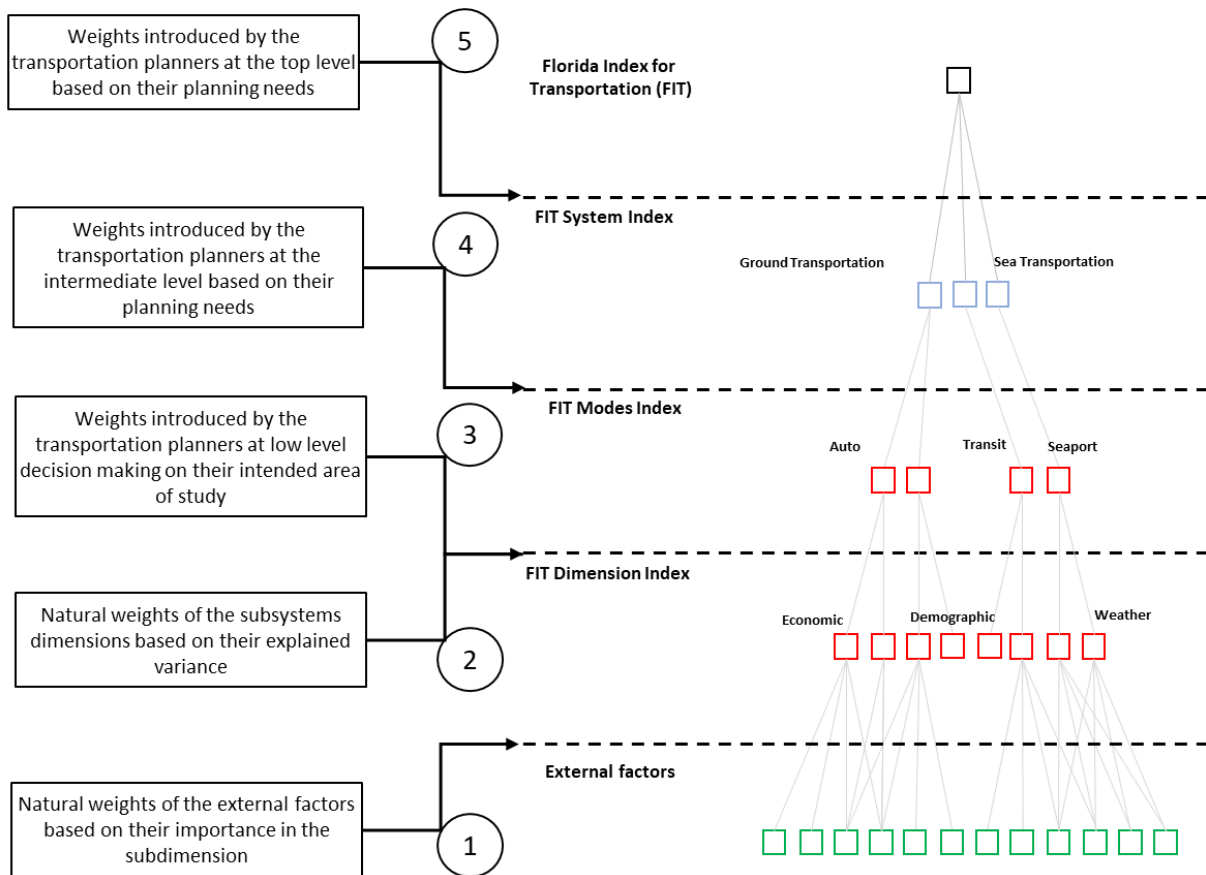 Weights introduced by the
transportation planners at the top level
based on their planning needs
5
Florida Index for
Transportation (FIT)
FIT System Index
Weights introduced by the
transportation planners at the
intermediate level based on their
planning needs
4
Ground Transportation
Sea Transportation
FIT Modes Index
Weights introduced by the
transportation planners at low level
decision making on their intended area
of study
3
Auto
Transit
Seaport
FIT Dimension Index
Natural weights of the subsystems
dimensions based on their explained
variance
2
Economic
Demographic
Weather
External factors
Natural weights of the external factors
based on their importance in the
subdimension
1